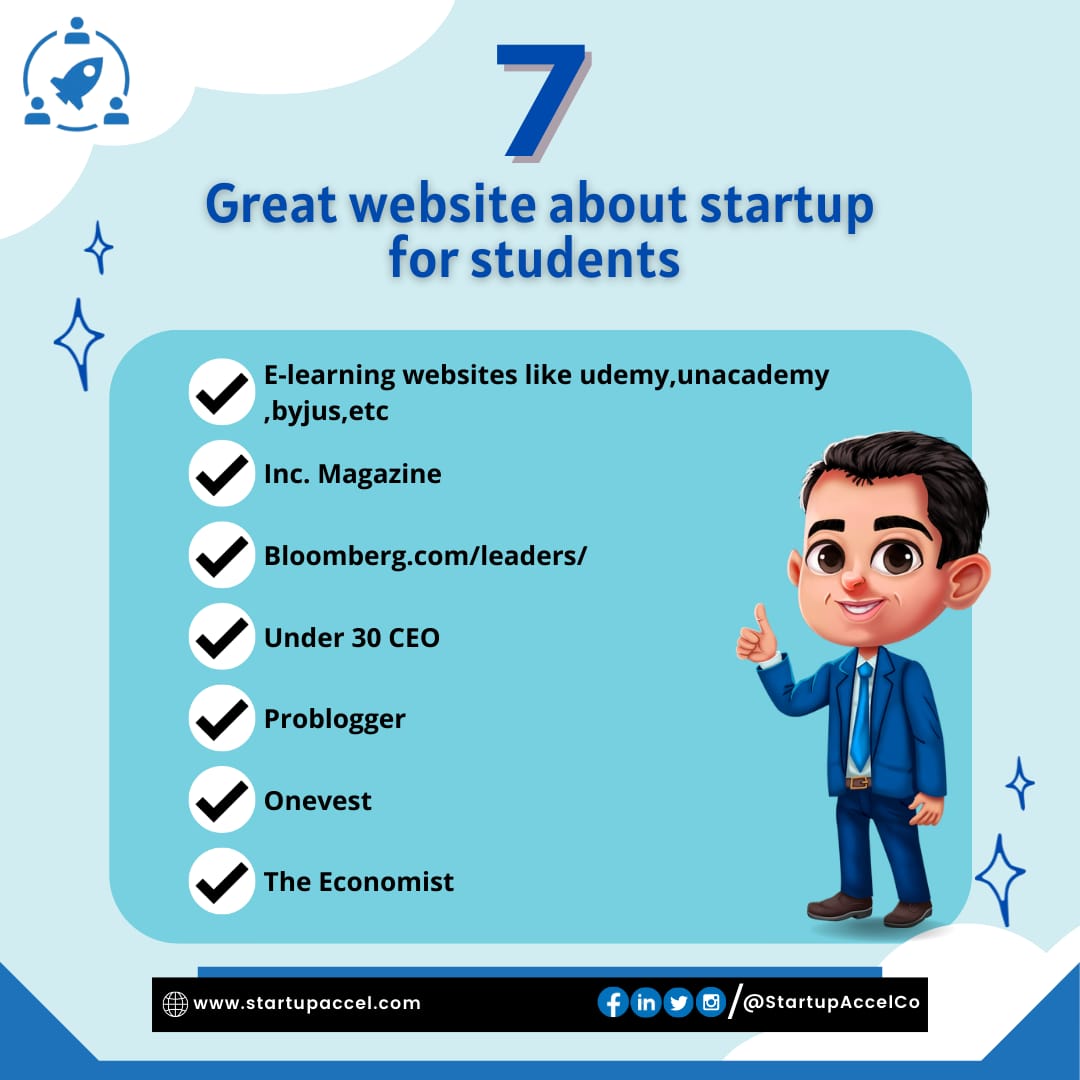 7
Great website about startup
for students
E-learning websites like udemy,unacademy
,byjus,etc
Inc. Magazine
Bloomberg.com/leaders/
Under 30 CEO
Problogger
Onevest
The Economist
www.startupaccel.com
/@StartupAccelCo